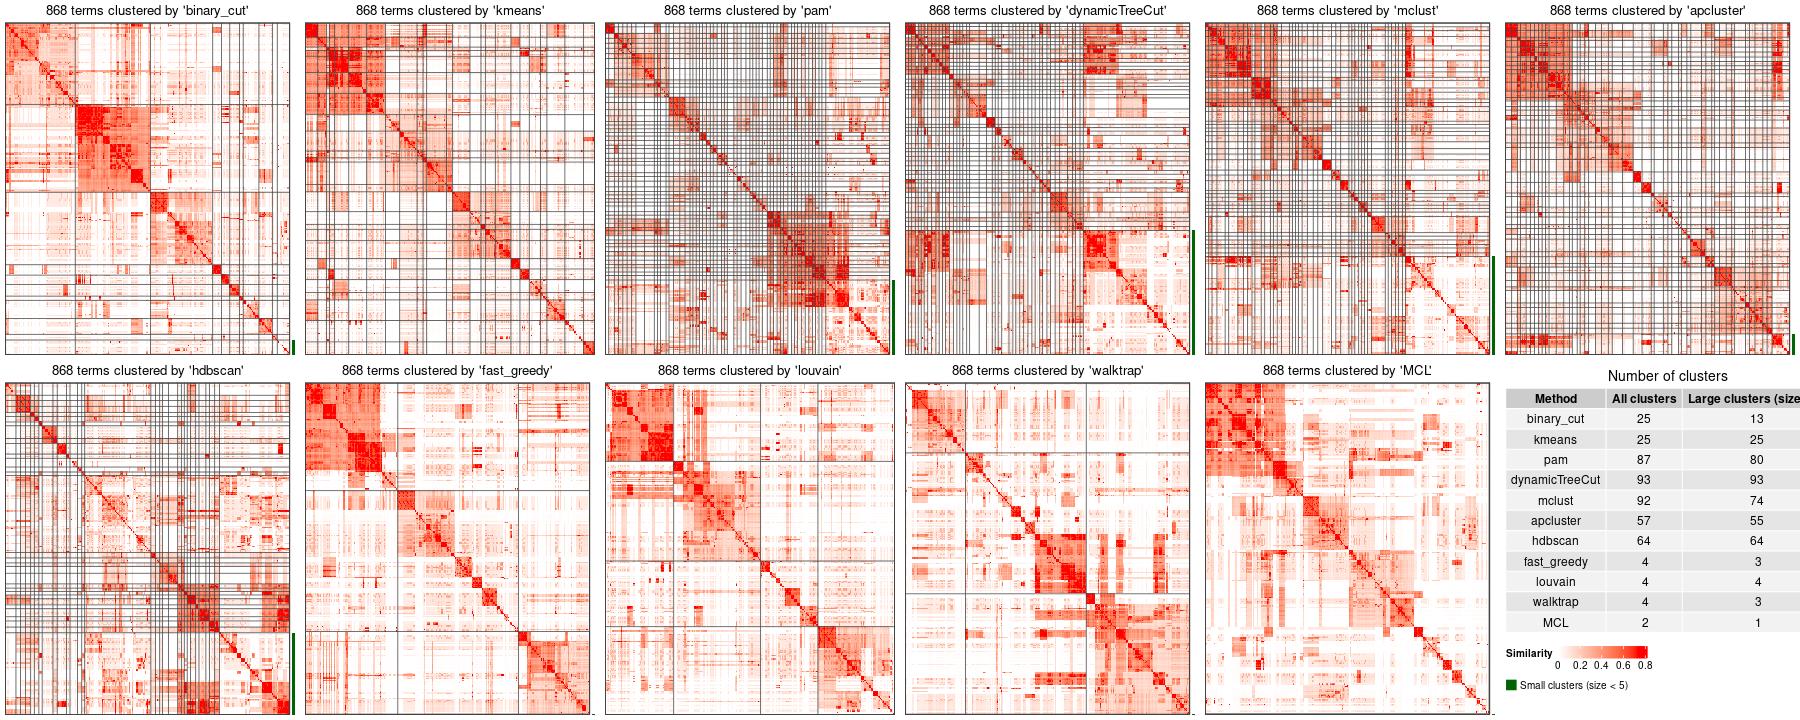 868 terms clustered by 'binary_cut'
868 terms clustered by 'kmeans'
868 terms clustered by 'pam'
868 terms clustered by 'dynamicTreeCut'
868 terms clustered by 'mclust'
868 terms clustered by 'apcluster'
868 terms clustered by 'hdbscan'
868 terms clustered by 'fast_greedy'
868 terms clustered by 'louvain'
868 terms clustered by 'walktrap'
868 terms clustered by 'MCL'
Number of clusters
Method All clusters Large clusters (size
binary_cut 25 13
kmeans 25 25
pam 87 80
dynamicTreeCut 93 93
mclust 92 74
apcluster 57 55
hdbscan 64 64
fast_greedy 4 3
louvain 4 4
walktrap 4 3
MCL 2 1
Similarity
0 0.2 0.4 0.6 0.8
Small clusters (size < 5)